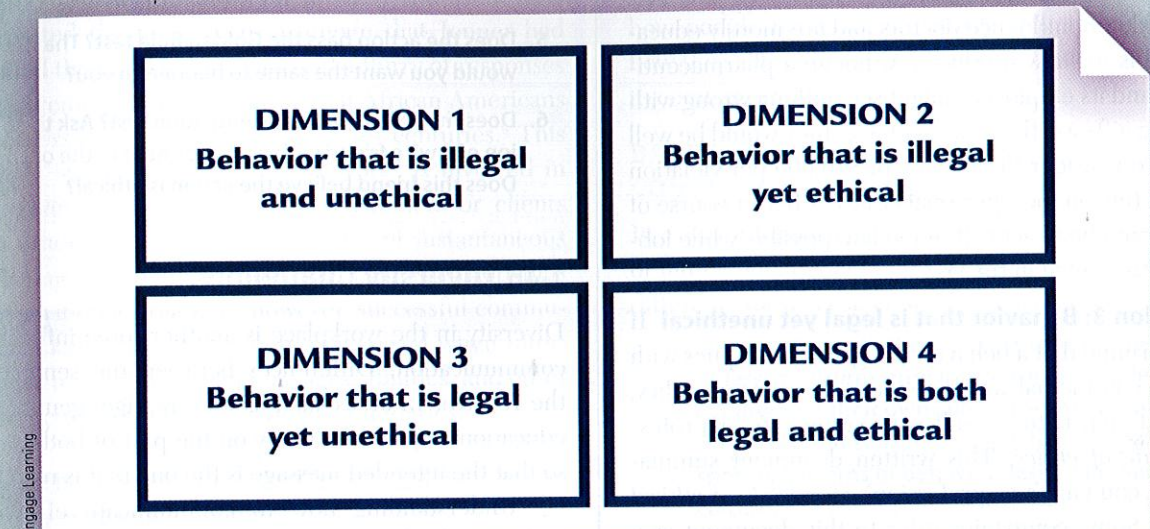 DIMENSION 1
Behavior that is illegal
and unethical
DIMENSION 2
Behavior that is illegal
yet ethical
DIMENSION 3
Behavior that is legal
yet unethical
DIMENSION 4
Behavior that is both
legal and ethical
engage Learning